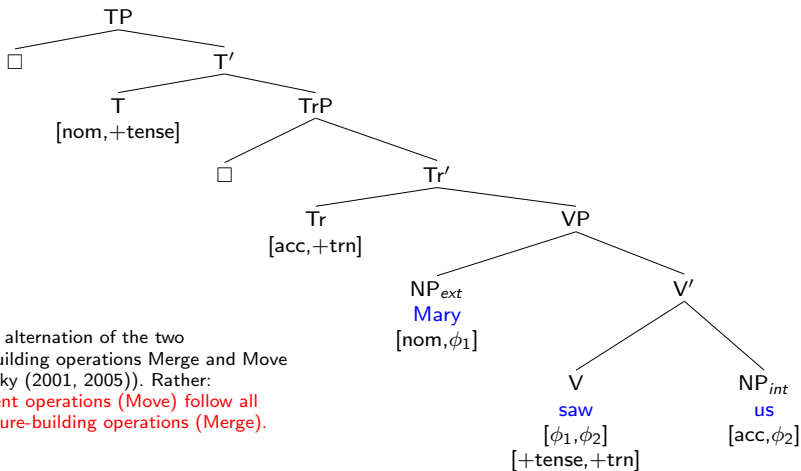 TP
□ T′
T TrP
[nom,+tense]
□ Tr′
Tr VP
[acc,+trn]
NPext V′
Mary
[nom,ϕ1]
V NPint
saw us
[ϕ1,ϕ2] [acc,ϕ2]
[+tense,+trn]
alternation of the two
uilding operations Merge and Move
ky (2001, 2005)). Rather:
ent operations (Move) follow all
ure-building operations (Merge).